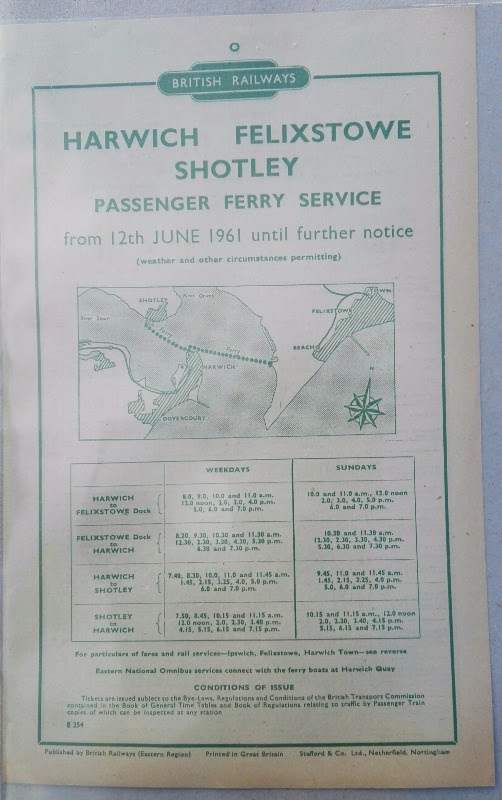 BRITISH RAILWAYS
HARWICH FELIXSTOWE
SHOTLEY
PASSENGER FERRY SERVICE
from 12th JUNE 1961 until further notice
(weather and other circumstances permitting)
SHOTLEY
River Orwell
River Stour
Ferry
Ferry
HARWICH
DOVERCOURT
TOWN
FELIXSTOWE
BEACH
N
WEEKDAYS
SUNDAYS
HARWICH
to
FELIXSTOWE Dock
8.0, 9.0, 10.0 and 11.0 a.m.
12.0 noon, 2.0, 3.0, 4.0 p.m.
5.0, 6.0 and 7.0 p.m.
10.0 and 11.0 a.m., 12.0 noon
2.0, 3.0, 4.0, 5.0 p.m.
6.0 and 7.0 p.m.
FELIXSTOWE Dock
to
HARWICH
8.20, 9.30, 10.30 and 11.30 a.m.
12.30, 2.30, 3.30, 4.30, 5.30 p.m.
6.30 and 7.30 p.m.
10.30 and 11.30 a.m.
12.30, 2.30, 3.30, 4.30 p.m.
5.30, 6.30 and 7.30 p.m.
HARWICH
to
SHOTLEY
7.40, 8.30, 10.0, 11.0 and 11.45 a.m.
1.45, 2.15, 3.25, 4.0, 5.0 p.m.
6.0 and 7.0 p.m.
9.45, 11.0 and 11.45 a.m.
1.45, 2.15, 3.25, 4.0 p.m.
5.0, 6.0 and 7.0 p.m.
SHOTLEY
to
HARWICH
7.50, 8.45, 10.15 and 11.15 a.m.
12.0 noon, 2.0, 2.30, 3.40 p.m.
4.15, 5.15, 6.15 and 7.15 p.m.
10.15 and 11.15 a.m., 12.0 noon
2.0, 2.30, 3.40, 4.15 p.m.
5.15, 6.15 and 7.15 p.m.
For particulars of fares and rail services—Ipswich, Felixstowe, Harwich Town—see reverse
Eastern National Omnibus services connect with the ferry boats at Harwich Quay
CONDITIONS OF ISSUE
Tickets are issued subject to the Bye-Laws, Regulations and Conditions of the British Transport Commission
contained in the Book of General Time Tables and Book of Regulations relating to traffic by Passenger Train
copies of which can be inspected at any station
E 254
Published by British Railways (Eastern Region) Printed in Great Britain Stafford & Co. Ltd., Netherfield, Nottingham